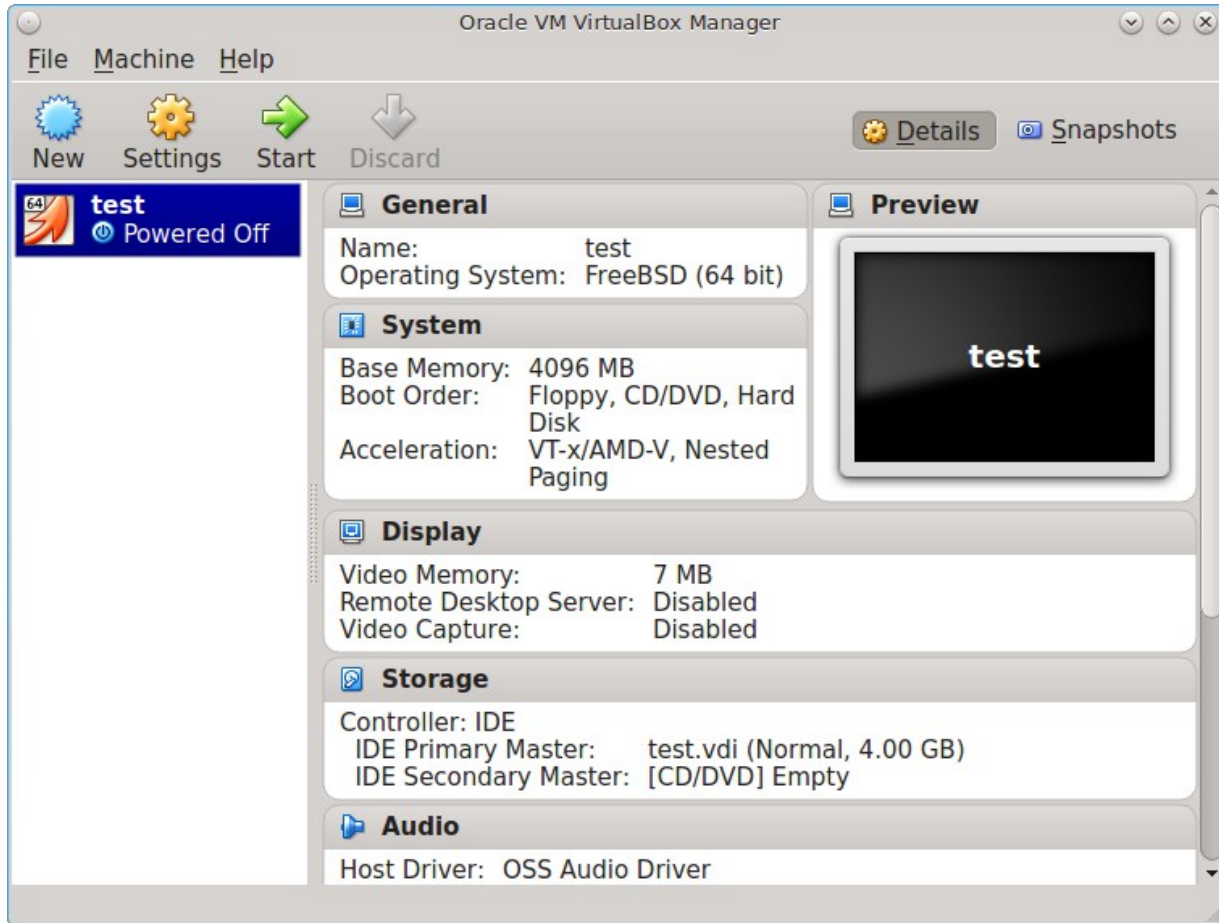 Oracle VM VirtualBox Manager
File Machine Help
New Settings Start Discard
Details Snapshots
64
test
Powered Off
General
Name: test
Operating System: FreeBSD (64 bit)
System
Base Memory: 4096 MB
Boot Order: Floppy, CD/DVD, Hard
Disk
Acceleration: VT-x/AMD-V, Nested
Paging
Preview
test
Display
Video Memory: 7 MB
Remote Desktop Server: Disabled
Video Capture: Disabled
Storage
Controller: IDE
IDE Primary Master: test.vdi (Normal, 4.00 GB)
IDE Secondary Master: [CD/DVD] Empty
Audio
Host Driver: OSS Audio Driver